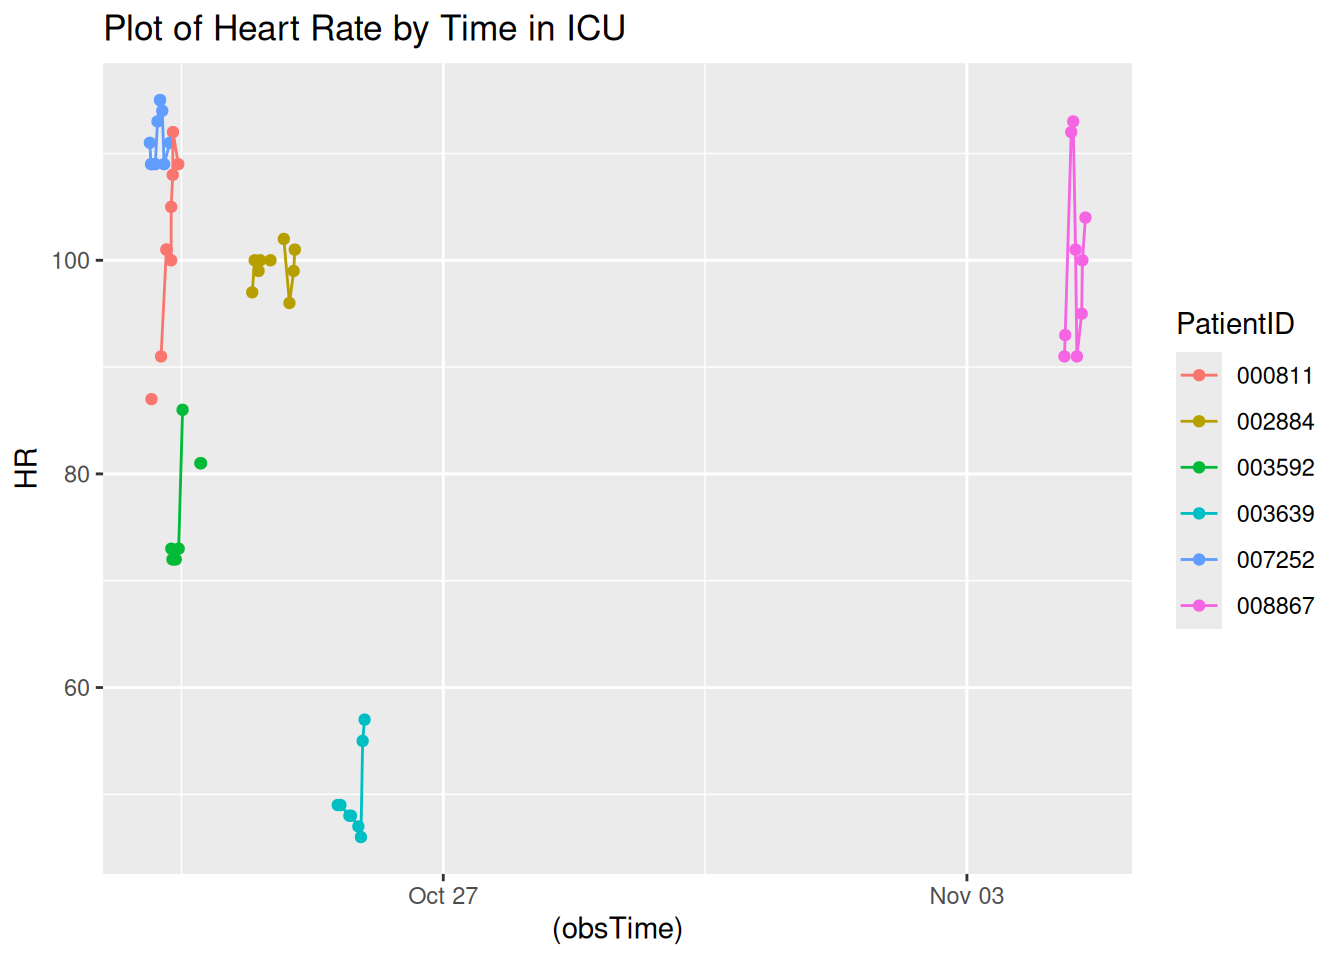 Plot of Heart Rate by Time in ICU
100
80
60
HR
Oct 27
Nov 03
(obsTime)
PatientID
000811
002884
003592
003639
007252
008867